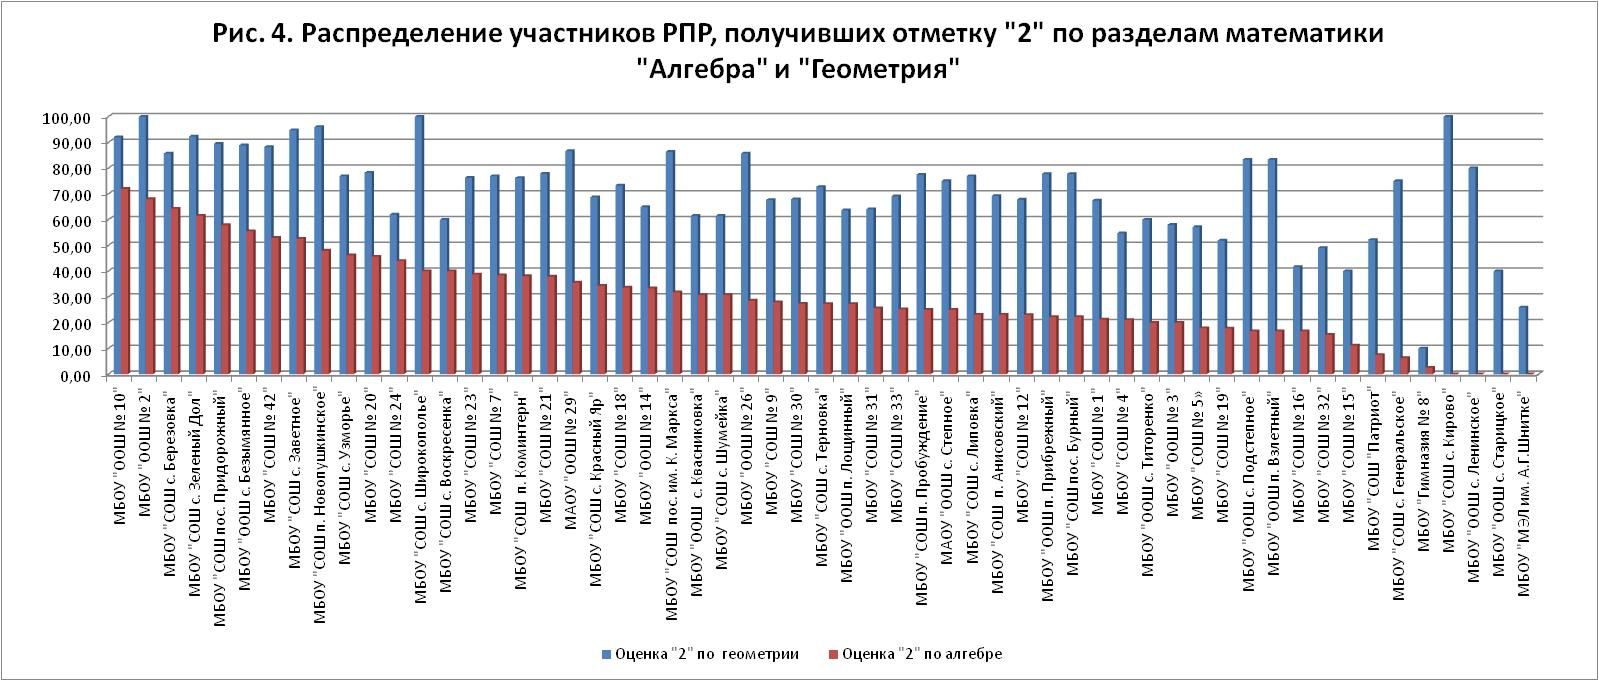 Рис. 4. Распределение участников РПР, получивших отметку "2" по разделам математики
"Алгебра" и "Геометрия"
100,00
90,00
80,00
70,00
60,00
50,00
40,00
30,00
20,00
10,00
0,00
МБОУ "ООШ № 10"
МБОУ "ООШ № 2"
МБОУ "СОШ с. Березовка"
МБОУ "СОШ с. Зеленый Дол"
МБОУ "СОШ пос. Придорожный"
МБОУ "ООШ с. Безымянное"
МБОУ "СОШ № 42"
МБОУ "СОШ с. Заветное"
МБОУ "СОШ п. Новопушкинское"
МБОУ "СОШ с. Узморье"
МБОУ "СОШ № 20"
МБОУ "СОШ № 24"
МБОУ "СОШ с. Широкополье"
МБОУ "СОШ с. Воскресенка"
МБОУ "СОШ № 23"
МБОУ "СОШ № 7"
МБОУ "СОШ п. Коминтерн"
МБОУ "СОШ № 21"
МАОУ "ООШ № 29"
МБОУ "СОШ с. Красный Яр"
МБОУ "СОШ № 18"
МБОУ "ООШ № 14"
МБОУ "СОШ пос. им. К. Маркса"
МБОУ "ООШ с. Квасниковка"
МБОУ "СОШ с. Шумейка"
МБОУ "ООШ № 26"
МБОУ "СОШ № 9"
МБОУ "СОШ № 30"
МБОУ "СОШ с. Терновка"
МБОУ "ООШ п. Лощинный"
МБОУ "СОШ № 31"
МБОУ "СОШ № 33"
МБОУ "СОШ п. Пробуждение"
МАОУ "ООШ с. Степное"
МБОУ "СОШ с. Липовка"
МБОУ "СОШ п. Анисовский"
МБОУ "СОШ № 12"
МБОУ "ООШ п. Прибрежный"
МБОУ "СОШ пос. Бурный"
МБОУ "СОШ № 1"
МБОУ "СОШ № 4"
МБОУ "ООШ с. Титоренко"
МБОУ "ООШ № 3"
МБОУ "СОШ № 5»
МБОУ "СОШ № 19"
МБОУ "ООШ с. Подстепное"
МБОУ "ООШ п. Взлетный"
МБОУ "СОШ № 16"
МБОУ "СОШ № 32"
МБОУ "СОШ № 15"
МБОУ "СОШ "Патриот"
МБОУ "СОШ с. Генеральское"
МБОУ "Гимназия № 8"
МБОУ "СОШ с. Кирово"
МБОУ "ООШ с. Ленинское"
МБОУ "ООШ с. Старицкое"
МБОУ "МЭЛ им. А.Г.Шнитке"
Оценка "2" по геометрии
Оценка "2" по алгебре